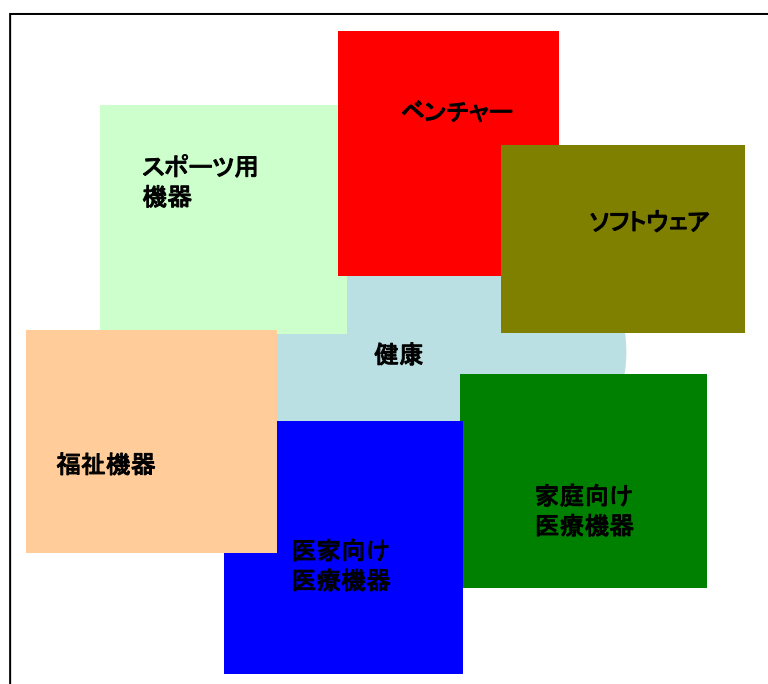 ベンチャー
スポーツ用
機器
ソフトウェア
健康
福祉機器
家庭向け
医療機器
医家向け
医療機器